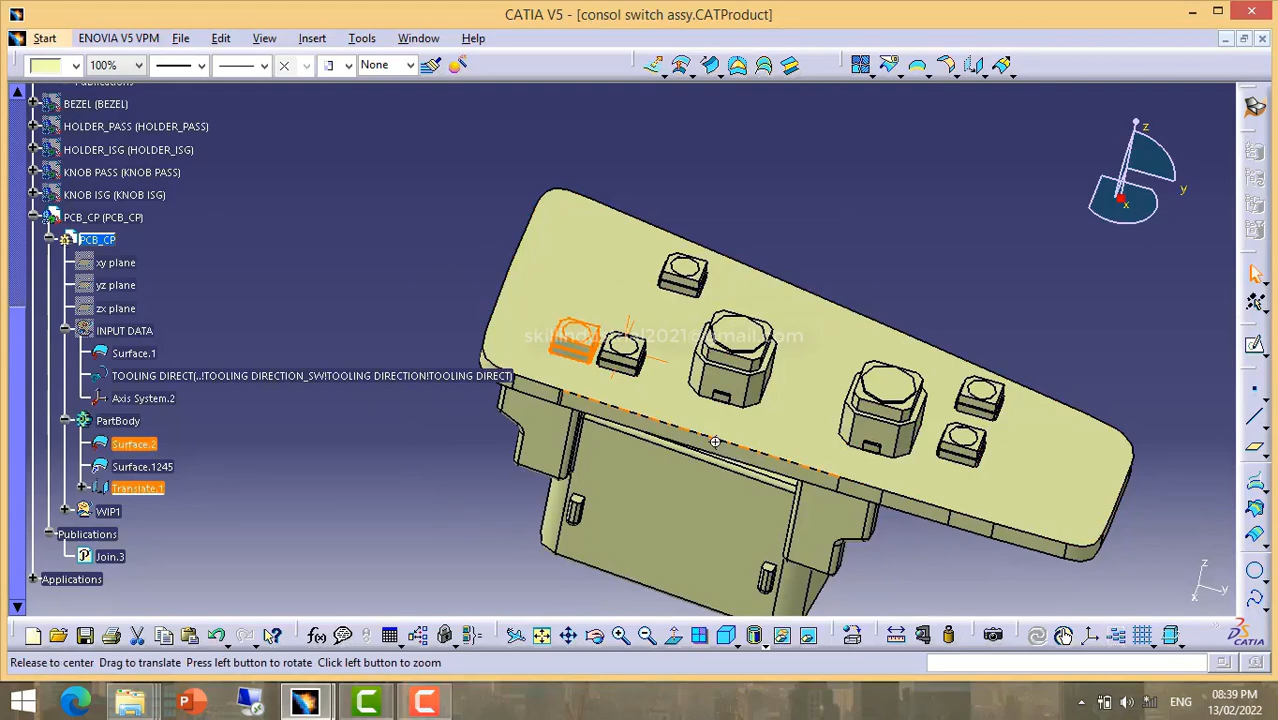 CATIA V5 - [consol switch assy.CATProduct]
Start ENOVIA V5 VPM File Edit View Insert Tools Window Help
100% None
Publications
BEZEL (BEZEL)
HOLDER_PASS (HOLDER_PASS)
HOLDER_ISG (HOLDER_ISG)
KNOB PASS (KNOB PASS)
KNOB ISG (KNOB ISG)
PCB_CP (PCB_CP)
PCB_CP
xy plane
yz plane
zx plane
INPUT DATA
Surface.1
TOOLING DIRECT(..!TOOLING DIRECTION_SW!TOOLING DIRECTION!TOOLING DIRECT
Axis System.2
PartBody
Surface.2
Surface.1245
Translate.1
WIP1
Publications
P Join.3
Applications
z
y
x
z
y
x
f(x)
DS CATIA
Release to center Drag to translate Press left button to rotate Click left button to zoom
ENG
08:39 PM
13/02/2022